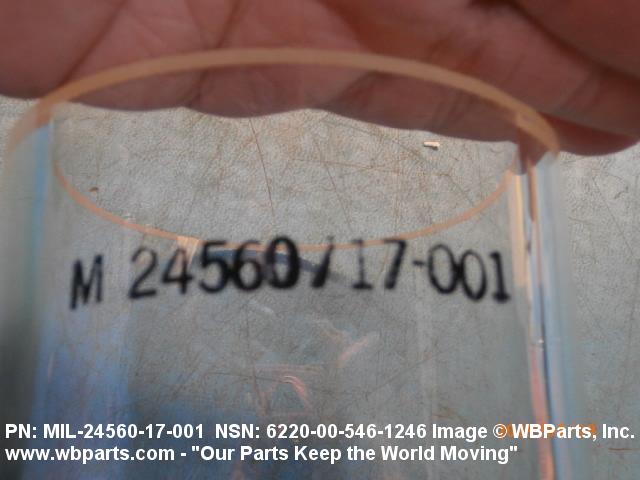 M 24560/17-001
PN: MIL-24560-17-001 NSN: 6220-00-546-1246 Image © WBParts, Inc.
www.wbparts.com - "Our Parts Keep the World Moving"